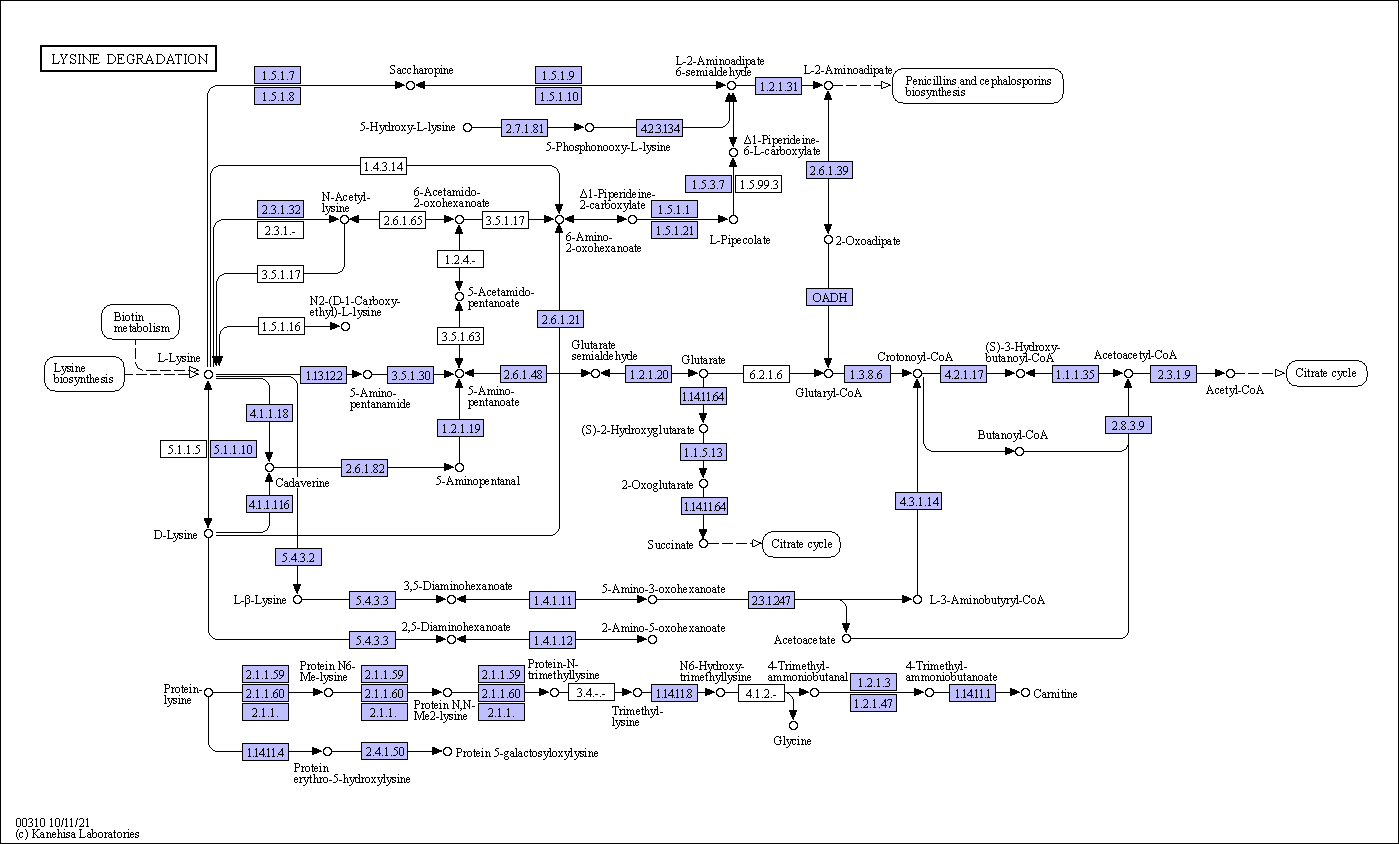 LYSINE DEGRADATION
1.5.1.7
1.5.1.8
Saccharopine
1.5.1.9
1.5.1.10
L-2-Aminoadipate
6-semialdehyde
1.2.1.31
L-2-Aminoadipate
Penicillins and cephalosporins
biosynthesis
5-Hydroxy-L-lysine
2.7.1.81
5-Phosphonooxy-L-lysine
4.2.3.134
Δ1-Piperideine-
6-L-carboxylate
1.4.3.14
2.6.1.39
1.5.3.7
1.5.99.3
N-Acetyl-
lysine
6-Acetamido-
2-oxohexanoate
Δ1-Piperideine-
2-carboxylate
2.3.1.32
2.3.1.-
2.6.1.65
3.5.1.17
1.5.1.1
1.5.1.21
6-Amino-
2-oxohexanoate
L-Pipecolate
2-Oxoadipate
3.5.1.17
1.2.4.-
5-Acetamido-
pentanoate
OADH
N2-(D-1-Carboxy-
ethyl)-L-lysine
1.5.1.16
2.6.1.21
3.5.1.63
Biotin
metabolism
L-Lysine
Lysine
biosynthesis
1.13.12.2
5-Amino-
pentanamide
3.5.1.30
5-Amino-
pentanoate
2.6.1.48
Glutarate
semialdehyde
1.2.1.20
Glutarate
6.2.1.6
Glutaryl-CoA
1.3.8.6
Crotonoyl-CoA
4.2.1.17
(S)-3-Hydroxy-
butanoyl-CoA
1.1.1.35
Acetoacetyl-CoA
2.3.1.9
Acetyl-CoA
Citrate cycle
4.1.1.18
1.14.11.64
(S)-2-Hydroxyglutarate
1.2.1.19
2.8.3.9
Butanoyl-CoA
5.1.1.5
5.1.1.10
1.1.5.13
2.6.1.82
Cadaverine
5-Aminopentanal
2-Oxoglutarate
4.1.1.116
1.14.11.64
4.3.1.14
D-Lysine
Succinate
Citrate cycle
5.4.3.2
L-β-Lysine
5.4.3.3
3,5-Diaminohexanoate
1.4.1.11
5-Amino-3-oxohexanoate
2.3.1.247
L-3-Aminobutyryl-CoA
5.4.3.3
2,5-Diaminohexanoate
1.4.1.12
2-Amino-5-oxohexanoate
Acetoacetate
Protein-
lysine
2.1.1.59
2.1.1.60
2.1.1.
Protein N6-
Me-lysine
2.1.1.59
2.1.1.60
2.1.1.
Protein N,N-
Me2-lysine
2.1.1.59
2.1.1.60
2.1.1.
Protein-N-
trimethyllysine
3.4.-.-
Trimethyl-
lysine
1.14.11.8
N6-Hydroxy-
trimethyllysine
4.1.2.-
4-Trimethyl-
ammoniobutanal
Glycine
1.2.1.3
1.2.1.47
4-Trimethyl-
ammoniobutanoate
1.14.11.1
Carnitine
1.14.11.4
Protein
erythro-5-hydroxylysine
2.4.1.50
Protein 5-galactosyloxylysine
00310 10/11/21
(c) Kanehisa Laboratories